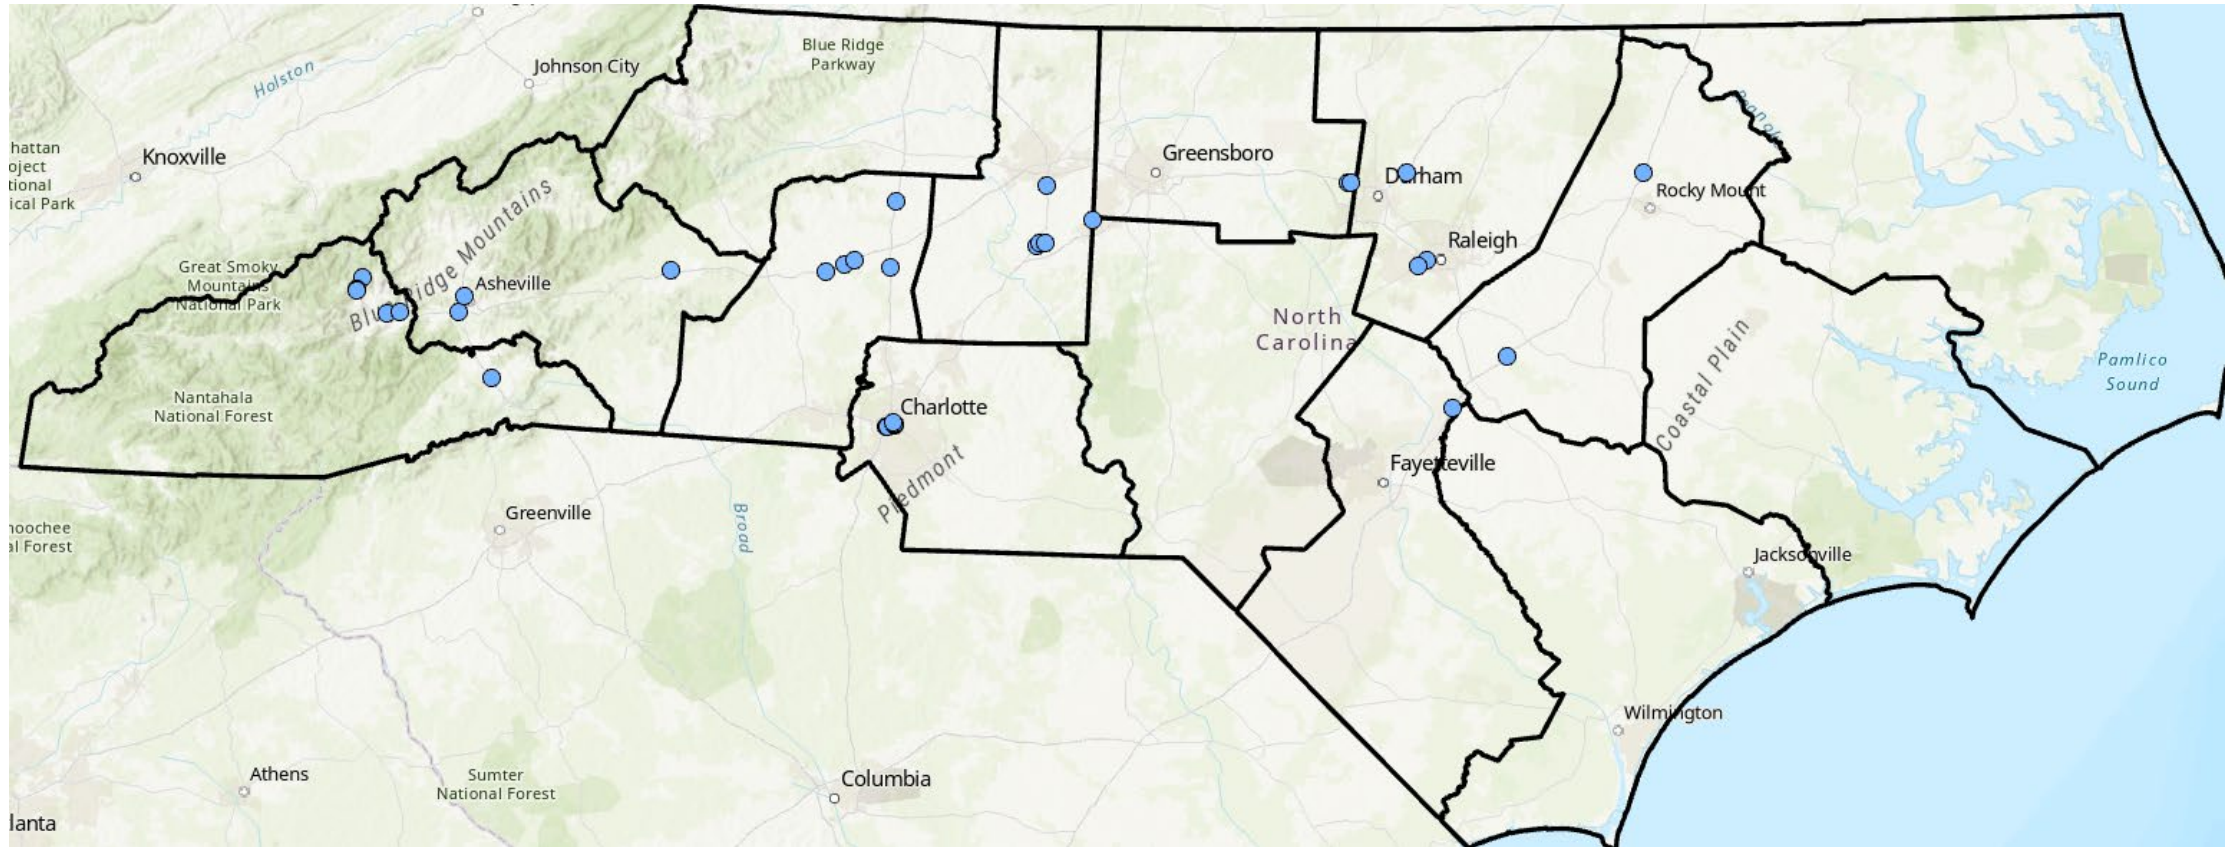 Johnson City
Blue Ridge
Parkway
Holston
Knoxville
Greensboro
Durham
Roanoke
Rocky Mount
Raleigh
Great Smoky
Mountains
National Park
Blue Ridge Mountains
Asheville
North
Carolina
Coastal Plain
Pamlico
Sound
Nantahala
National Forest
Charlotte
Piedmont
Fayetteville
Greenville
Broad
Jacksonville
Wilmington
Athens
Sumter
National Forest
Columbia
hattan
oject
tional
ical Park
oochee
al Forest
lanta